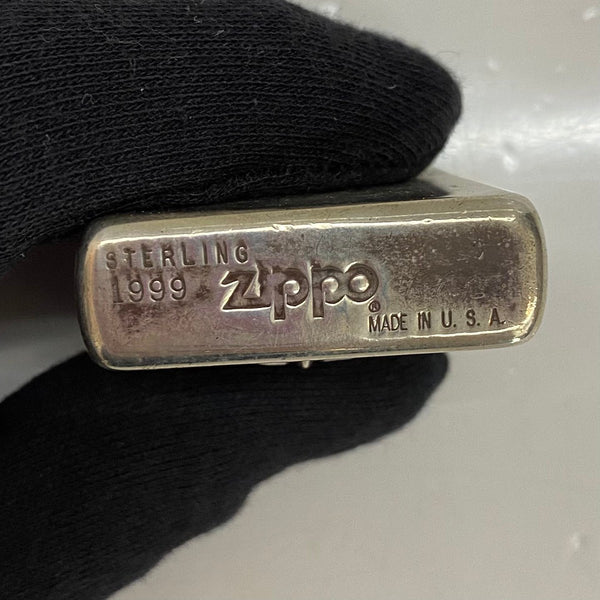 STERLING
1999
zippo®
MADE IN U. S. A.